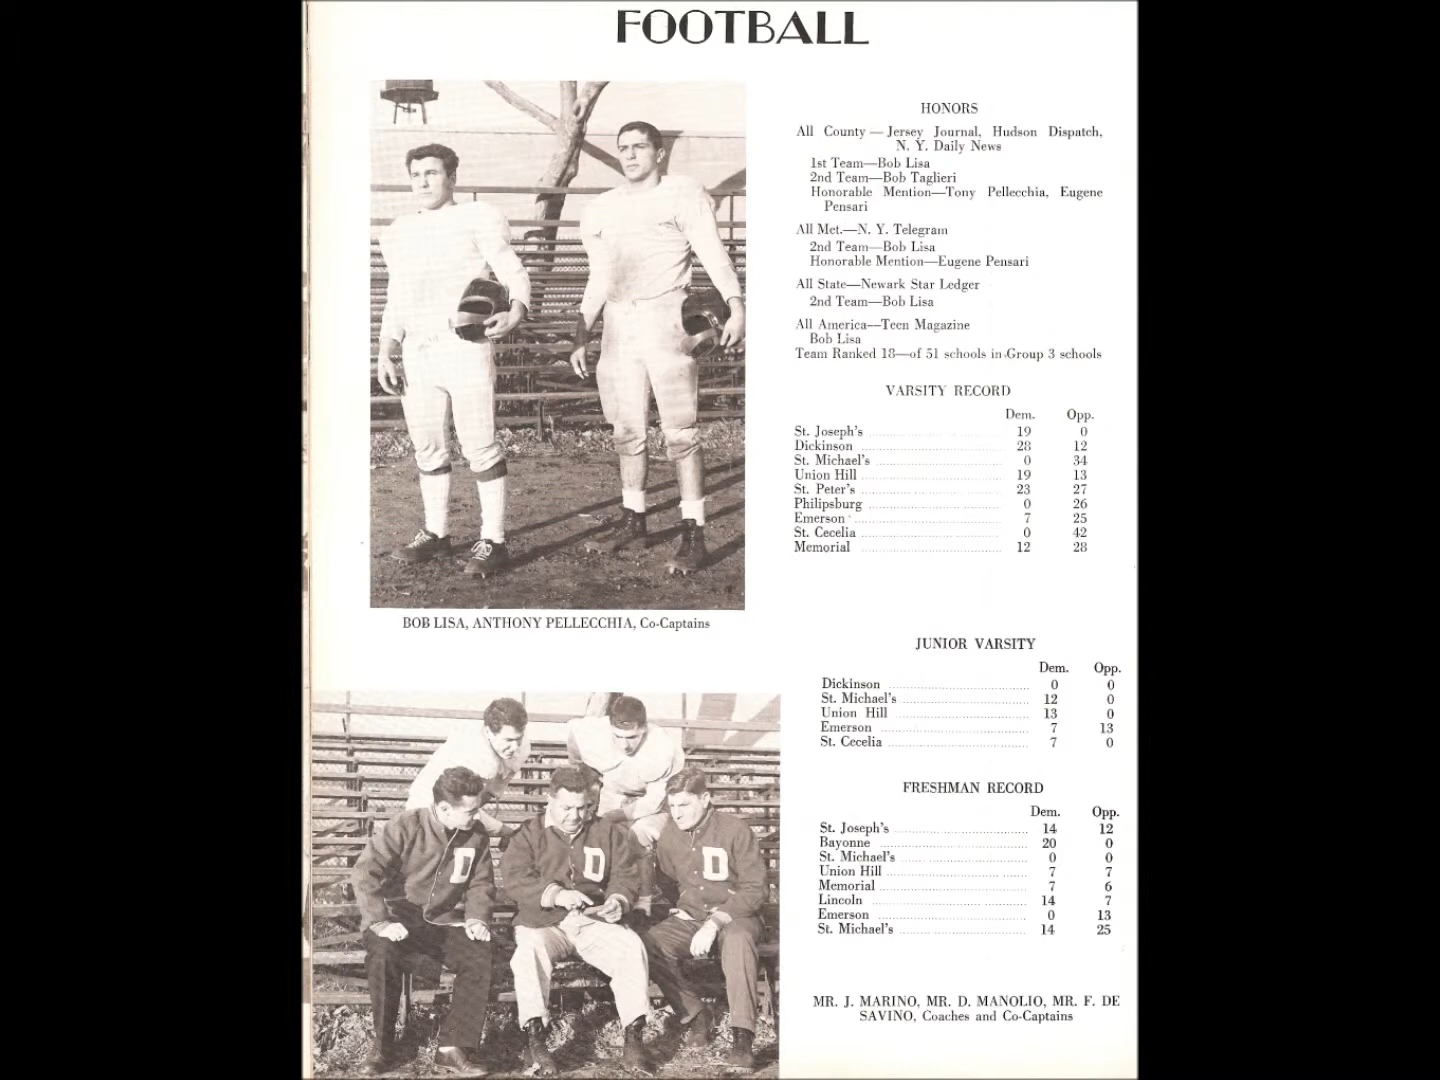 FOOTBALL
HONORS
All County — Jersey Journal, Hudson Dispatch,
N. Y. Daily News
1st Team—Bob Lisa
2nd Team—Bob Taglieri
Honorable Mention—Tony Pellecchia, Eugene
Pensari
All Met.—N. Y. Telegram
2nd Team—Bob Lisa
Honorable Mention—Eugene Pensari
All State—Newark Star Ledger
2nd Team—Bob Lisa
All America—Teen Magazine
Bob Lisa
Team Ranked 18—of 51 schools in Group 3 schools
VARSITY RECORD
Dem. Opp.
St. Joseph's 19 0
Dickinson 28 12
St. Michael's 0 34
Union Hill 19 13
St. Peter's 23 27
Philipsburg 0 26
Emerson 7 25
St. Cecelia 0 42
Memorial 12 28
BOB LISA, ANTHONY PELLECCHIA, Co-Captains
JUNIOR VARSITY
Dem. Opp.
Dickinson 0 0
St. Michael's 12 0
Union Hill 13 0
Emerson 7 13
St. Cecelia 7 0
FRESHMAN RECORD
Dem. Opp.
St. Joseph's 14 12
Bayonne 20 0
St. Michael's 0 0
Union Hill 7 7
Memorial 7 6
Lincoln 14 7
Emerson 0 13
St. Michael's 14 25
D D D
MR. J. MARINO, MR. D. MANOLIO, MR. F. DE
SAVINO, Coaches and Co-Captains